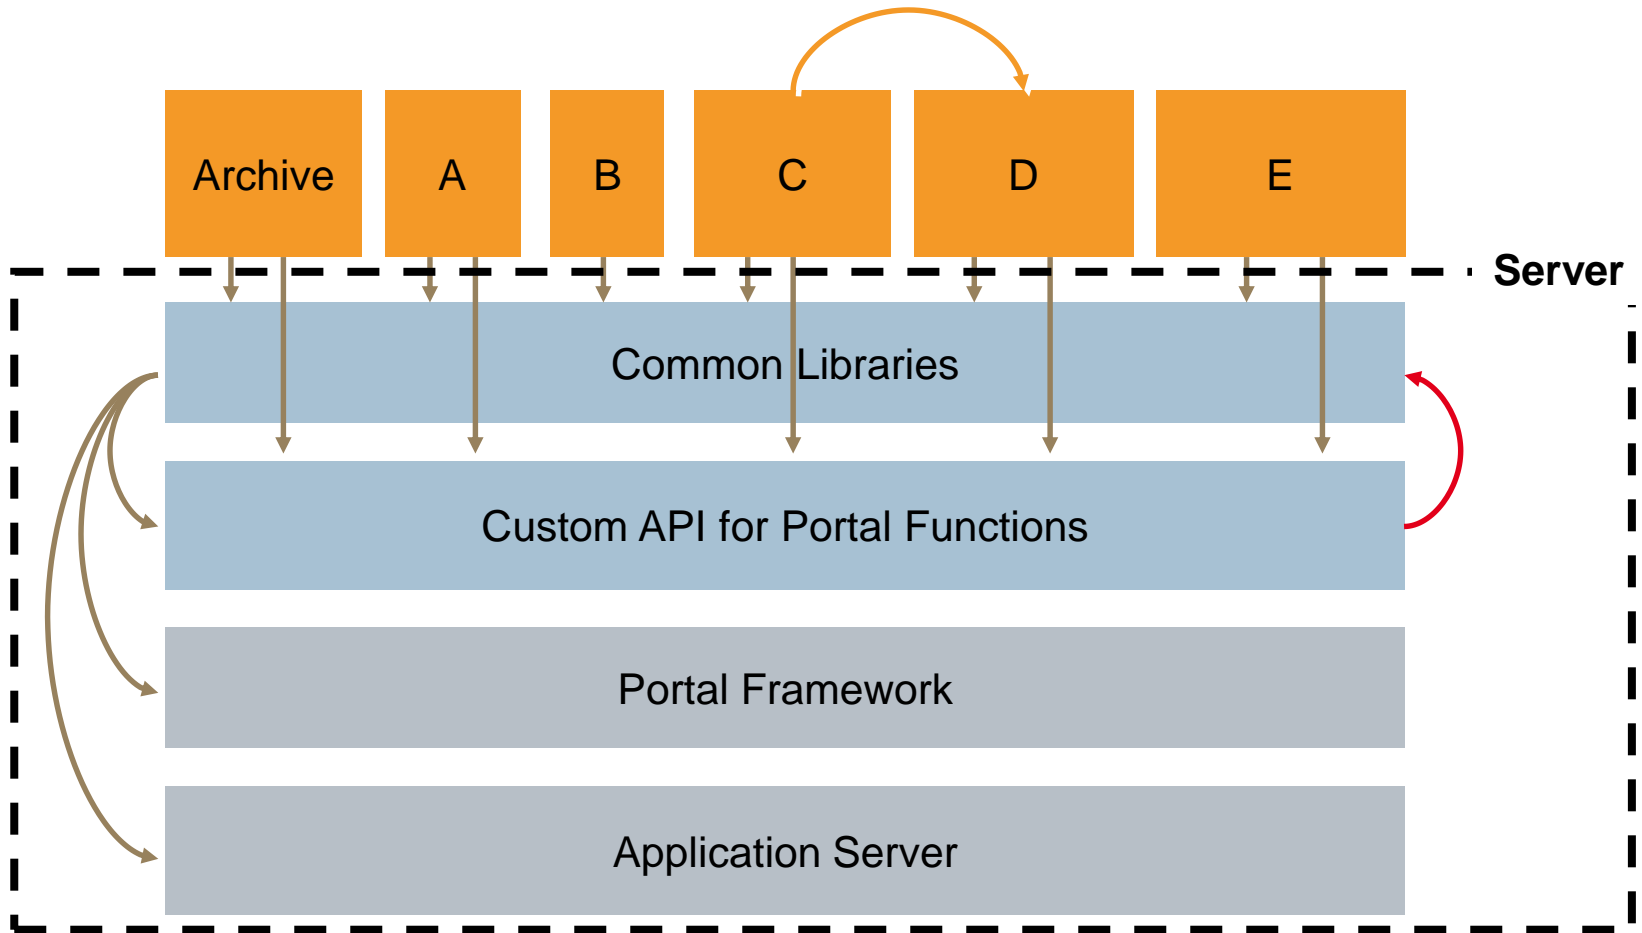 Archive
A
B
C
D
E
Server
Common Libraries
Custom API for Portal Functions
Portal Framework
Application Server